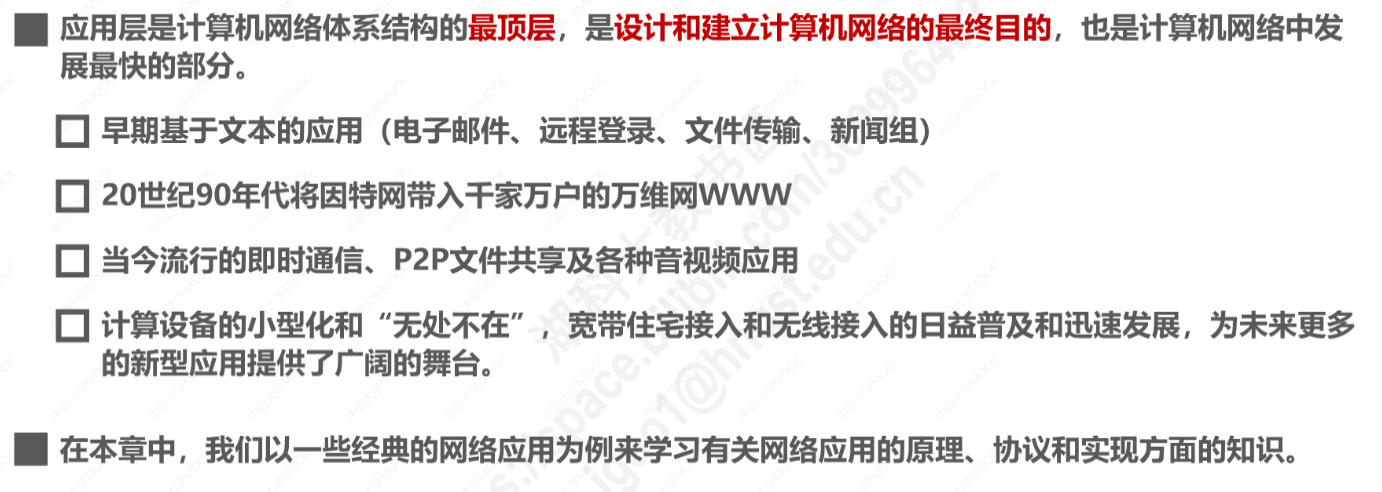 应用层是计算机网络体系结构的最顶层，是设计和建立计算机网络的最终目的，也是计算机网络中发
展最快的部分。
早期基于文本的应用（电子邮件、远程登录、文件传输、新闻组）
20世纪90年代将因特网带入千家万户的万维网WWW
当今流行的即时通信、P2P文件共享及各种音视频应用
计算设备的小型化和“无处不在”，宽带住宅接入和无线接入的日益普及和迅速发展，为未来更多
的新型应用提供了广阔的舞台。
在本章中，我们以一些经典的网络应用为例来学习有关网络应用的原理、协议和实现方面的知识。